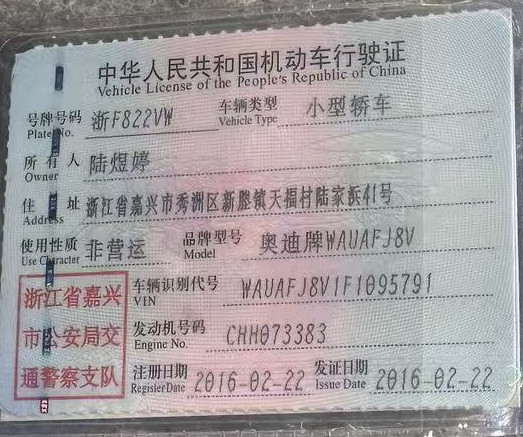 中华人民共和国机动车行驶证
Vehicle License of the People's Republic of China
号牌号码 浙F822VW 车辆类型 小型轿车
Plate No. Vehicle Type
所有人 陆煜婷
Owner
住址 浙江省嘉兴市秀洲区新塍镇天福村陆家浜41号
Address
使用性质 非营运 品牌型号 奥迪牌WAUAFJ8V
Use Character Model
浙江省嘉兴
市公安局交
通警察支队
车辆识别代号 WAUAFJ8V1F1095791
VIN
发动机号码 CHH073383
Engine No.
注册日期 2016-02-22 发证日期 2016-02-22
Register Date Issue Date